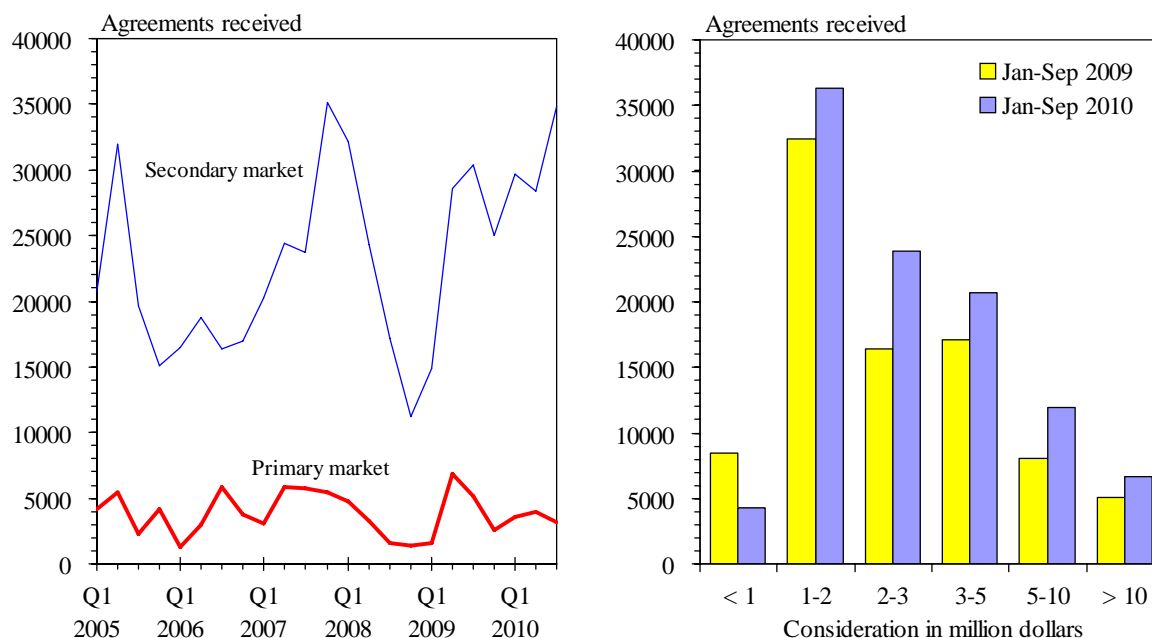 Agreements received
40000
35000
30000
25000
20000
15000
10000
5000
0
Secondary market
Primary market
Q1 Q1 Q1 Q1 Q1 Q1
2005 2006 2007 2008 2009 2010
Agreements received
40000
35000
30000
25000
20000
15000
10000
5000
0
Jan-Sep 2009
Jan-Sep 2010
< 1 1-2 2-3 3-5 5-10 > 10
Consideration in million dollars